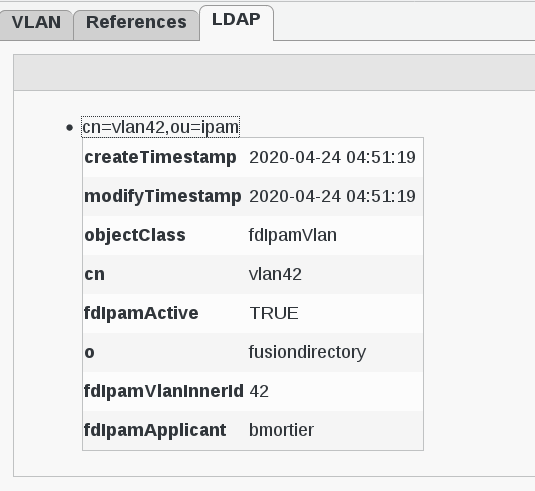 VLAN References LDAP
cn=vlan42,ou=ipam
createTimestamp 2020-04-24 04:51:19
modifyTimestamp 2020-04-24 04:51:19
objectClass fdIpamVlan
cn vlan42
fdIpamActive TRUE
o fusiondirectory
fdIpamVlanInnerId 42
fdIpamApplicant bmortier